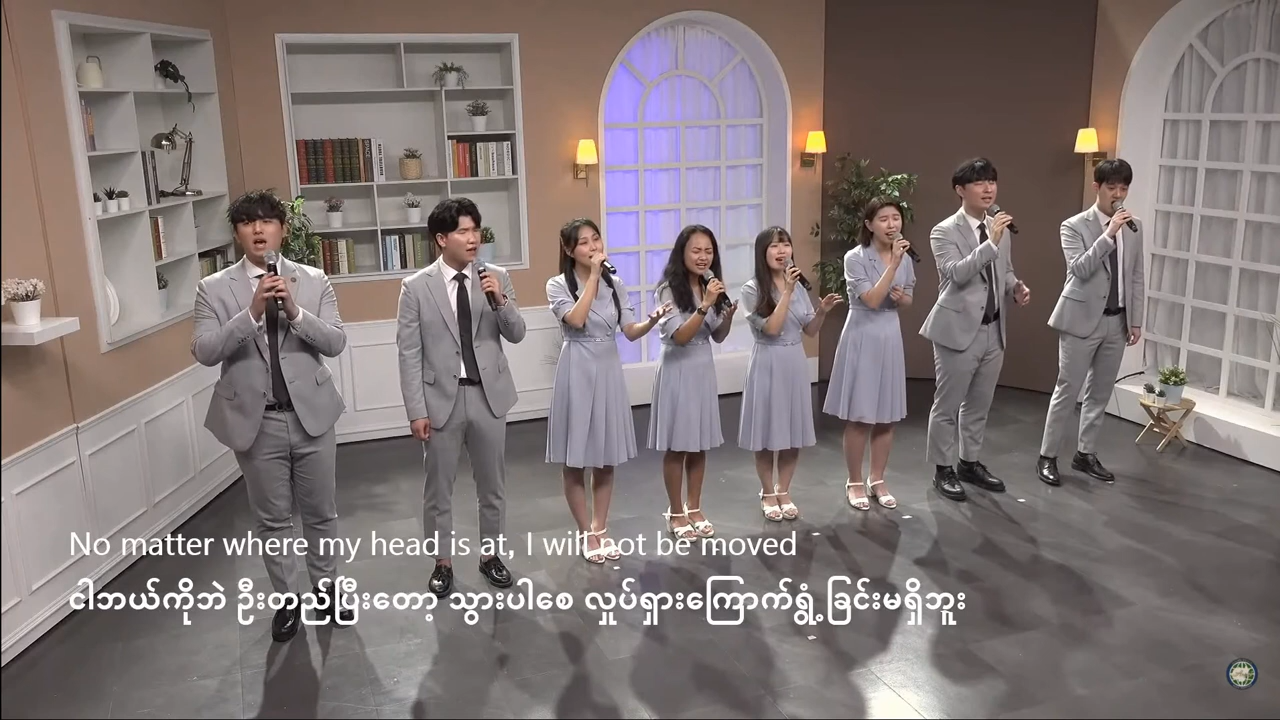 No matter where my head is at, I will not be moved
ငါဘယ်ကိုဘဲ ဦးတည်ပြီးတော့ သွားပါစေ လှုပ်ရှားကြောက်ရွံ့ခြင်းမရှိဘူး